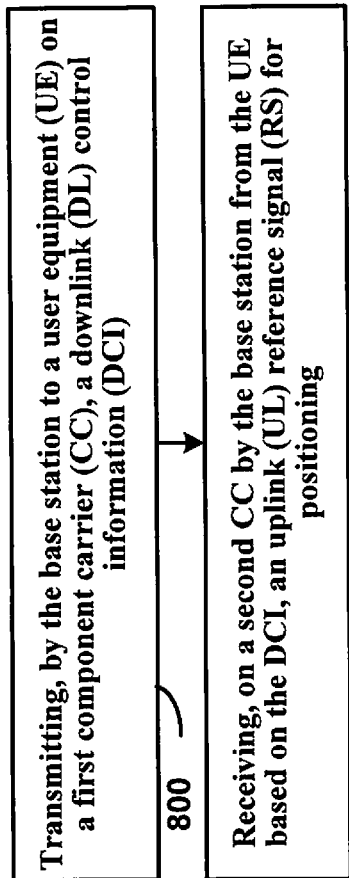 Transmitting, by the base station to a user equipment (UE) on
a first component carrier (CC), a downlink (DL) control
information (DCI)
800
Receiving, on a second CC by the base station from the UE
based on the DCI, an uplink (UL) reference signal (RS) for
positioning